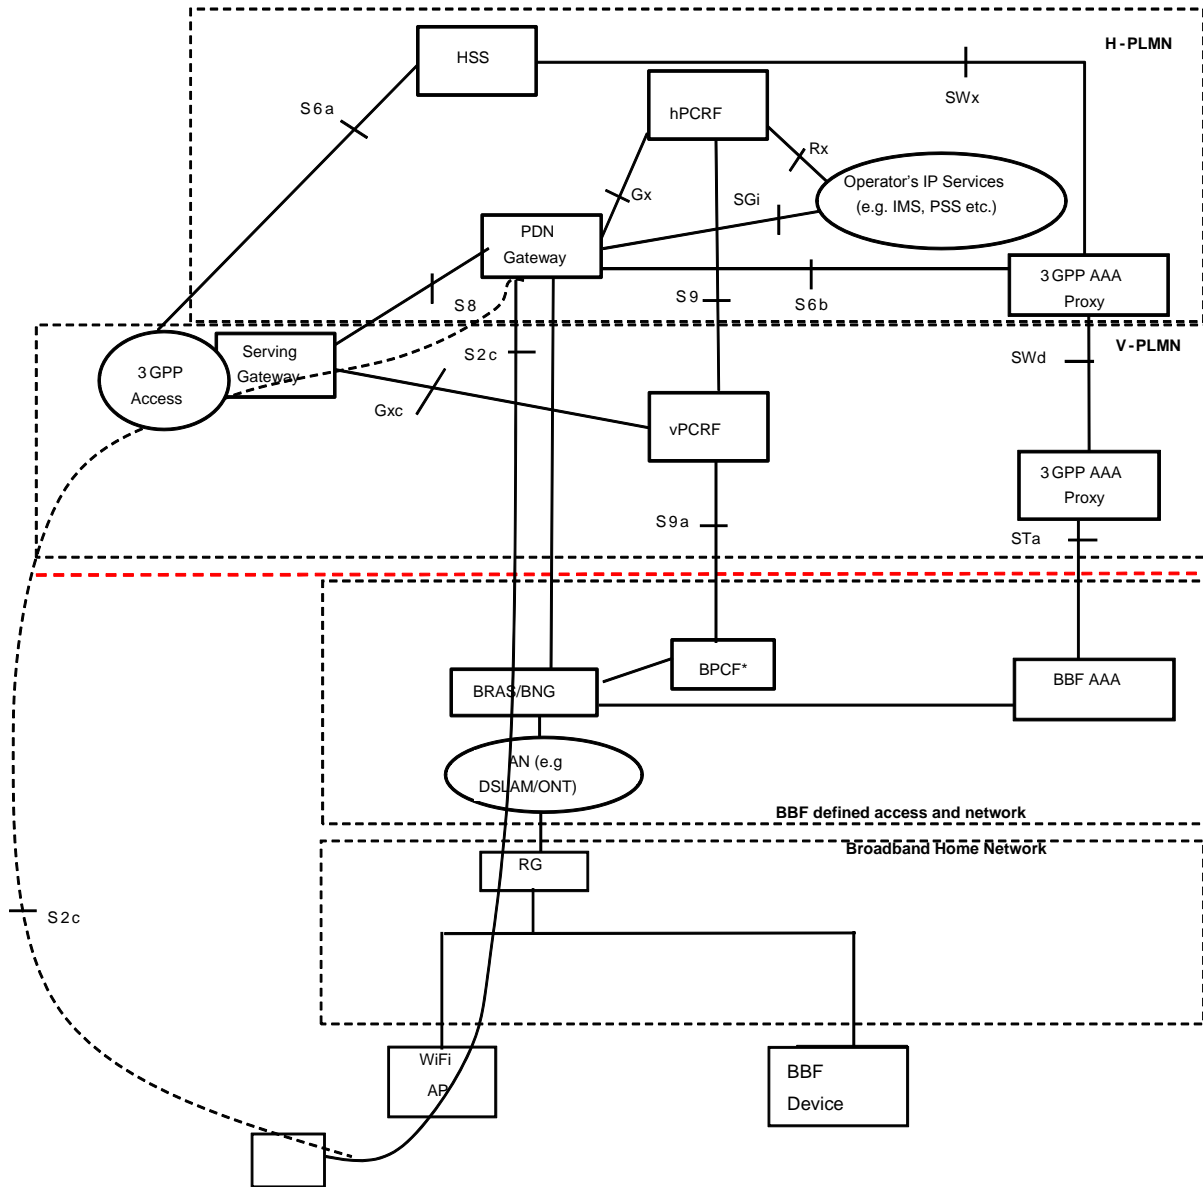 H-PLMN
HSS
S6a
SWx
hPCRF
Rx
Operator's IP Services
(e.g. IMS, PSS etc.)
Gx
SGi
PDN
Gateway
3GPP AAA
Proxy
S8
S9
S6b
V-PLMN
Serving
Gateway
S2c
SWd
3GPP
Access
Gxc
vPCRF
3GPP AAA
Proxy
S9a
STa
BPCF*
BBF AAA
BRAS/BNG
AN (e.g
DSLAM/ONT)
BBF defined access and network
Broadband Home Network
RG
S2c
WiFi
AP
BBF
Device